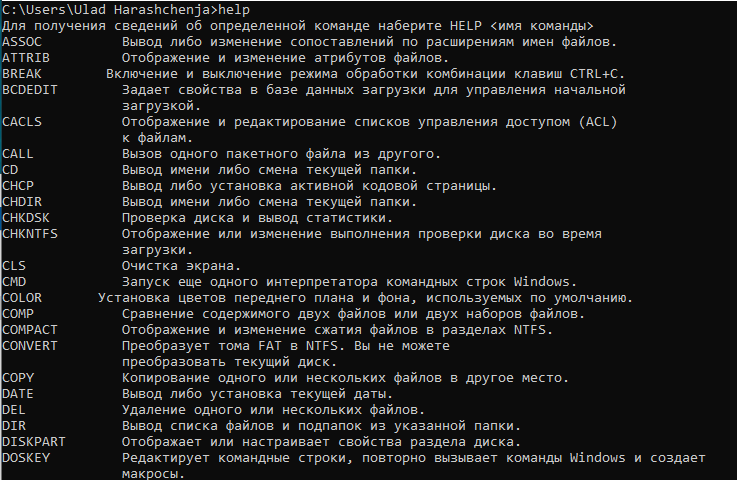 C:\Users\Ulad Harashchenja>help
Для получения сведений об определенной команде наберите HELP <имя команды>
ASSOC          Вывод либо изменение сопоставлений по расширениям имен файлов.
ATTRIB         Отображение и изменение атрибутов файлов.
BREAK        Включение и выключение режима обработки комбинации клавиш CTRL+C.
BCDEDIT        Задает свойства в базе данных загрузки для управления начальной
               загрузкой.
CACLS          Отображение и редактирование списков управления доступом (ACL)
               к файлам.
CALL           Вызов одного пакетного файла из другого.
CD             Вывод имени либо смена текущей папки.
CHCP           Вывод либо установка активной кодовой страницы.
CHDIR          Вывод имени либо смена текущей папки.
CHKDSK         Проверка диска и вывод статистики.
CHKNTFS        Отображение или изменение выполнения проверки диска во время
               загрузки.
CLS            Очистка экрана.
CMD            Запуск еще одного интерпретатора командных строк Windows.
COLOR       Установка цветов переднего плана и фона, используемых по умолчанию.
COMP           Сравнение содержимого двух файлов или двух наборов файлов.
COMPACT        Отображение и изменение сжатия файлов в разделах NTFS.
CONVERT        Преобразует тома FAT в NTFS. Вы не можете
               преобразовать текущий диск.
COPY           Копирование одного или нескольких файлов в другое место.
DATE           Вывод либо установка текущей даты.
DEL            Удаление одного или нескольких файлов.
DIR            Вывод списка файлов и подпапок из указанной папки.
DISKPART       Отображает или настраивает свойства раздела диска.
DOSKEY         Редактирует командные строки, повторно вызывает команды Windows и создает
               макросы.